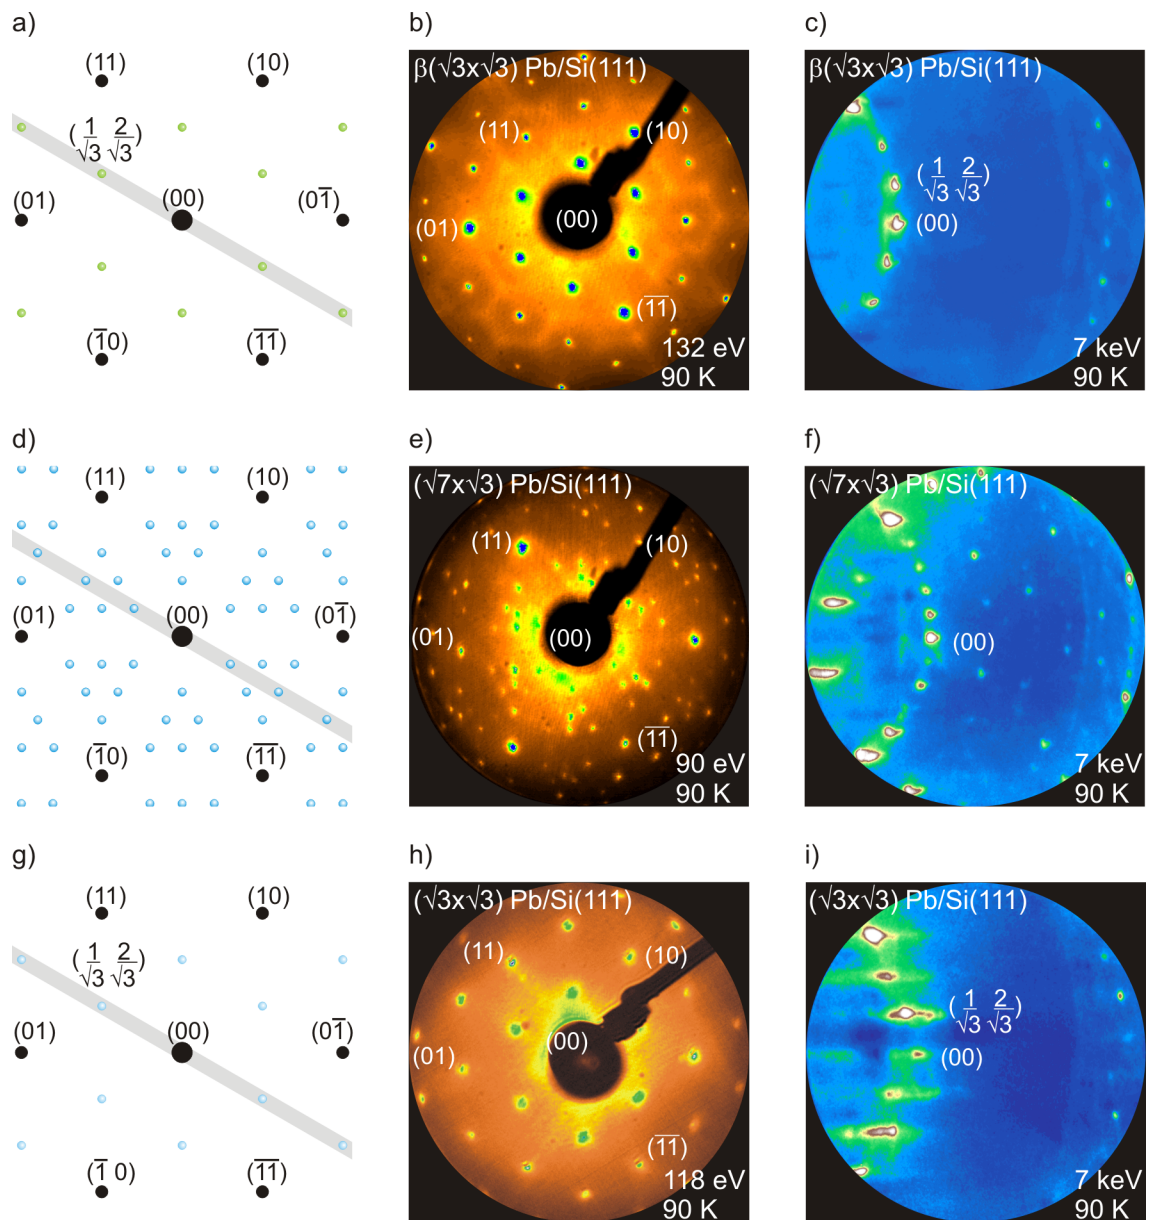 a)
(11) (10)
(1/√3 2/√3)
(01) (00) (01̅)
(1̅0) (1̅1̅)
b)
β(√3x√3) Pb/Si(111)
(11) (10)
(01) (00)
(1̅1̅)
132 eV
90 K
c)
β(√3x√3) Pb/Si(111)
(1/√3 2/√3)
(00)
7 keV
90 K
d)
(11) (10)
(01) (00) (01̅)
(1̅0) (1̅1̅)
e)
(√7x√3) Pb/Si(111)
(11) (10)
(01) (00)
(1̅1̅)
90 eV
90 K
f)
(√7x√3) Pb/Si(111)
(00)
7 keV
90 K
g)
(11) (10)
(1/√3 2/√3)
(01) (00) (01̅)
(1̅ 0) (1̅1̅)
h)
(√3x√3) Pb/Si(111)
(11) (10)
(00)
(01)
(1̅1̅)
118 eV
90 K
i)
(√3x√3) Pb/Si(111)
(1/√3 2/√3)
(00)
7 keV
90 K